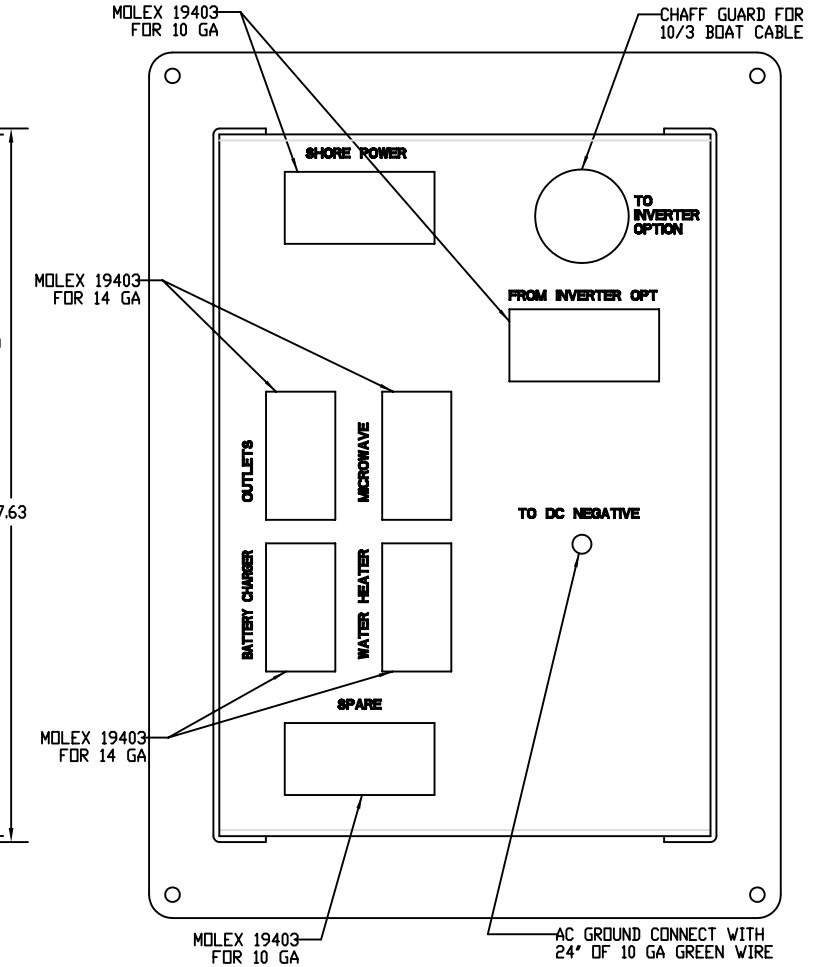 MOLEX 19403
FOR 10 GA
CHAFF GUARD FOR
10/3 BOAT CABLE
SHORE POWER
TO
INVERTER
OPTION
MOLEX 19403
FOR 14 GA
FROM INVERTER OPT
OUTLETS
MICROWAVE
7.63
TO DC NEGATIVE
BATTERY CHARGER
WATER HEATER
SPARE
MOLEX 19403
FOR 14 GA
MOLEX 19403
FOR 10 GA
AC GROUND CONNECT WITH
24" OF 10 GA GREEN WIRE